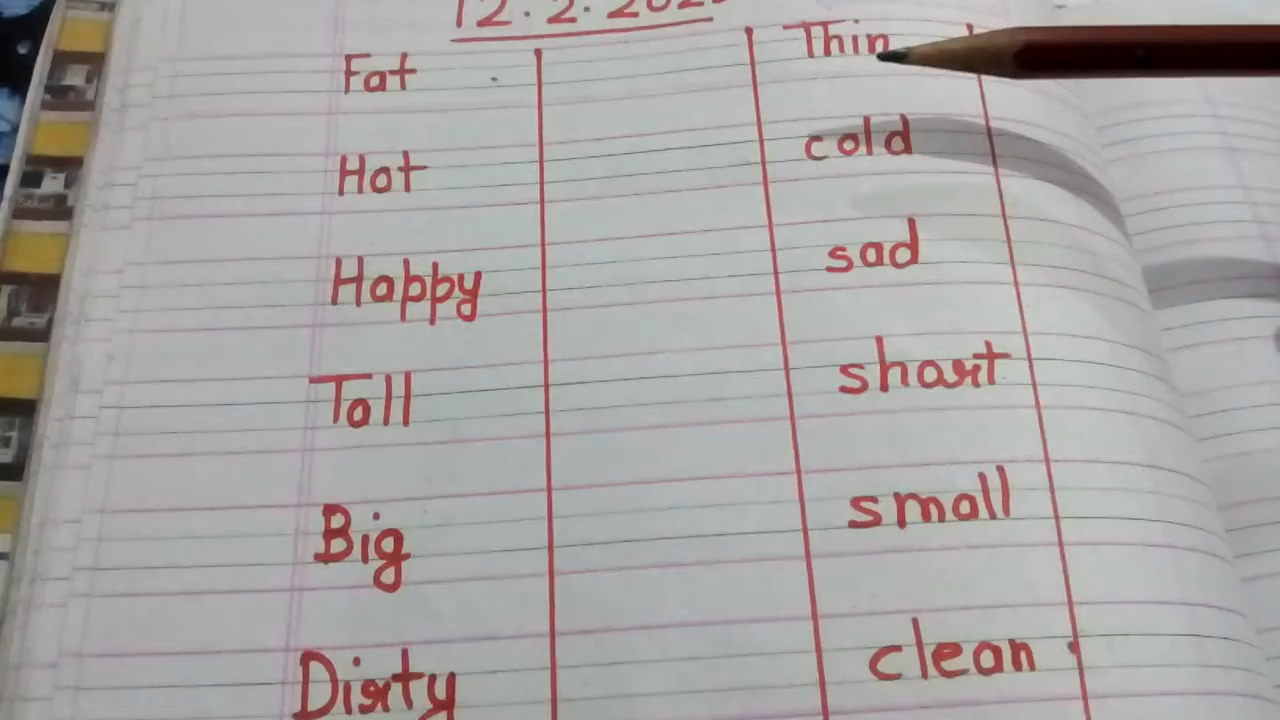 Fat Thin
Hot cold
Happy sad
Tall short
Big small
Dirty clean